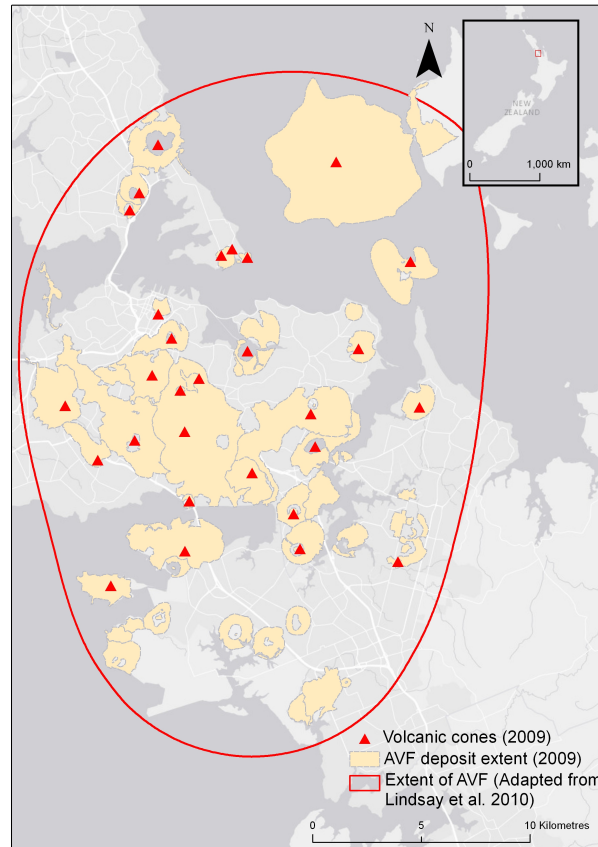 N
NEW
ZEALAND
0 1,000 km
Volcanic cones (2009)
AVF deposit extent (2009)
Extent of AVF (Adapted from
Lindsay et al. 2010)
0 5 10 Kilometres